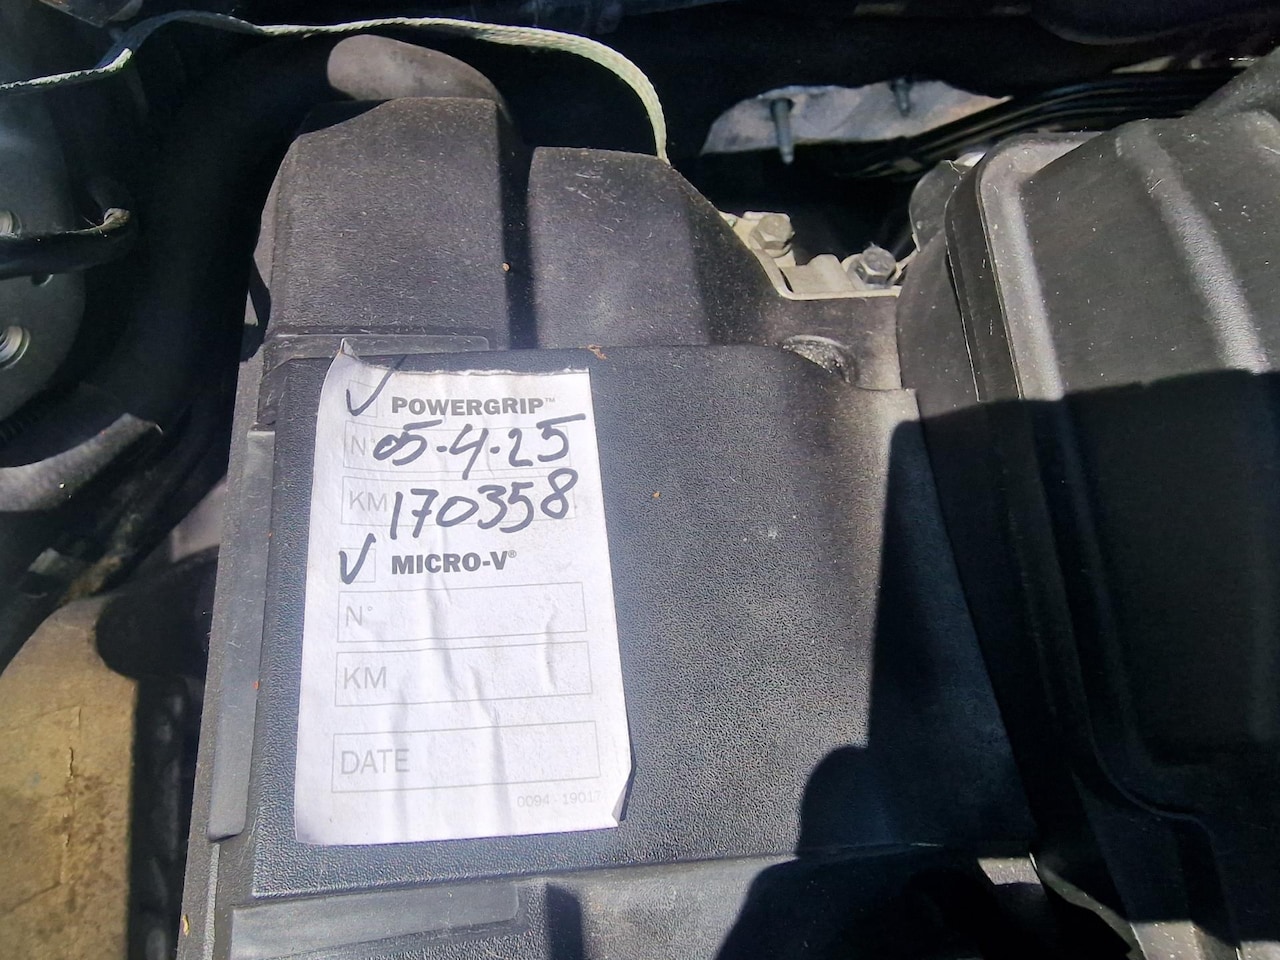 ✓ POWERGRIP™
N° 05-4-25
KM 170358
✓ MICRO-V®
N°
KM
DATE
0094 - 19017